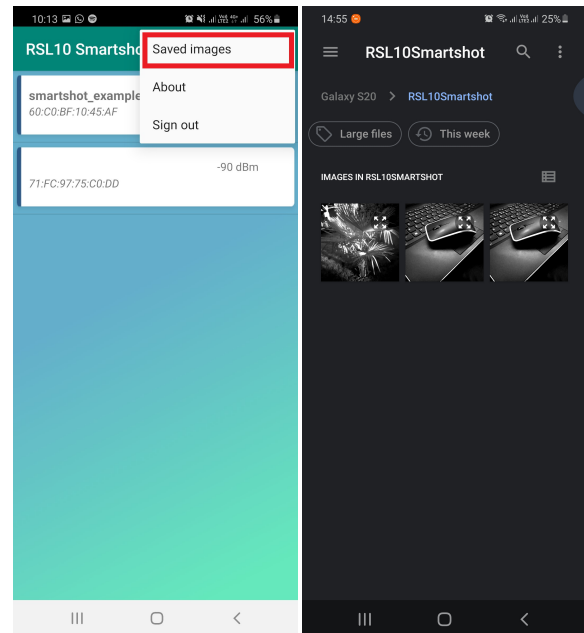 10:13
56%
RSL10 Smartsho
Saved images
About
Sign out
smartshot_example
60:C0:BF:10:45:AF
-90 dBm
71:FC:97:75:C0:DD
14:55
25%
RSL10Smartshot
Galaxy S20 > RSL10Smartshot
Large files
This week
IMAGES IN RSL10SMARTSHOT